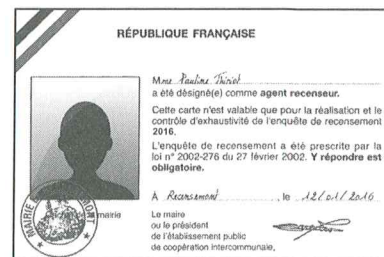 RÉPUBLIQUE FRANÇAISE
Mme Pauline Thiriot
a été désigné(e) comme agent recenseur.
Cette carte n'est valable que pour la réalisation et le
contrôle d'exhaustivité de l'enquête de recensement
2016.
L'enquête de recensement a été prescrite par la
loi n° 2002-276 du 27 février 2002. Y répondre est
obligatoire.
À Recensemont, le 12/01/2016
Le maire
ou le président
de l'établissement public
de coopération intercommunale,
mairie
MAIRIE